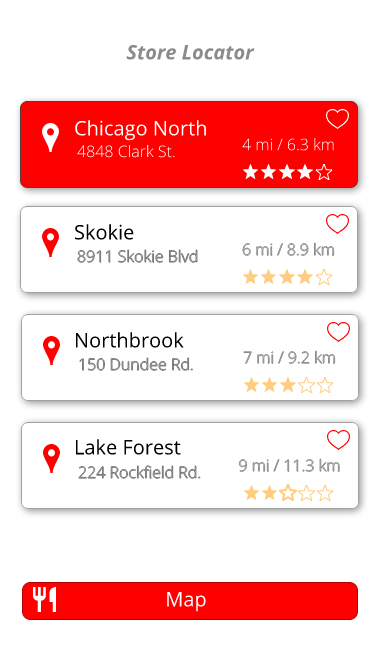 Store Locator
Chicago North
4848 Clark St.
4 mi / 6.3 km
Skokie
8911 Skokie Blvd
6 mi / 8.9 km
Northbrook
150 Dundee Rd.
7 mi / 9.2 km
Lake Forest
224 Rockfield Rd.
9 mi / 11.3 km
Map